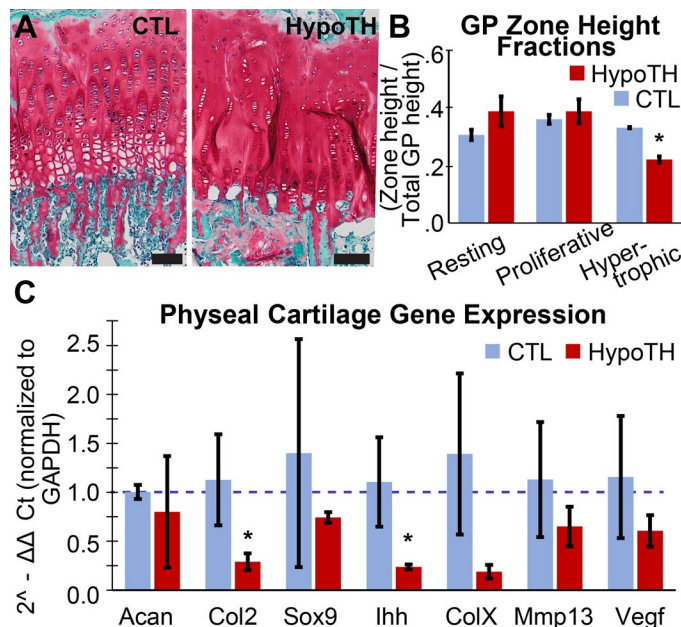 A
CTL
HypoTH
B
GP Zone Height
Fractions
(Zone height /
Total GP height)
.6
.4
.2
.0
HypoTH
CTL
*
Resting
Proliferative
Hyper-
trophic
C
Physeal Cartilage Gene Expression
CTL
HypoTH
2^ - ΔΔ Ct (normalized to
GAPDH)
2.5
2.0
1.5
1.0
0.5
0.0
*
*
Acan
Col2
Sox9
Ihh
ColX
Mmp13
Vegf